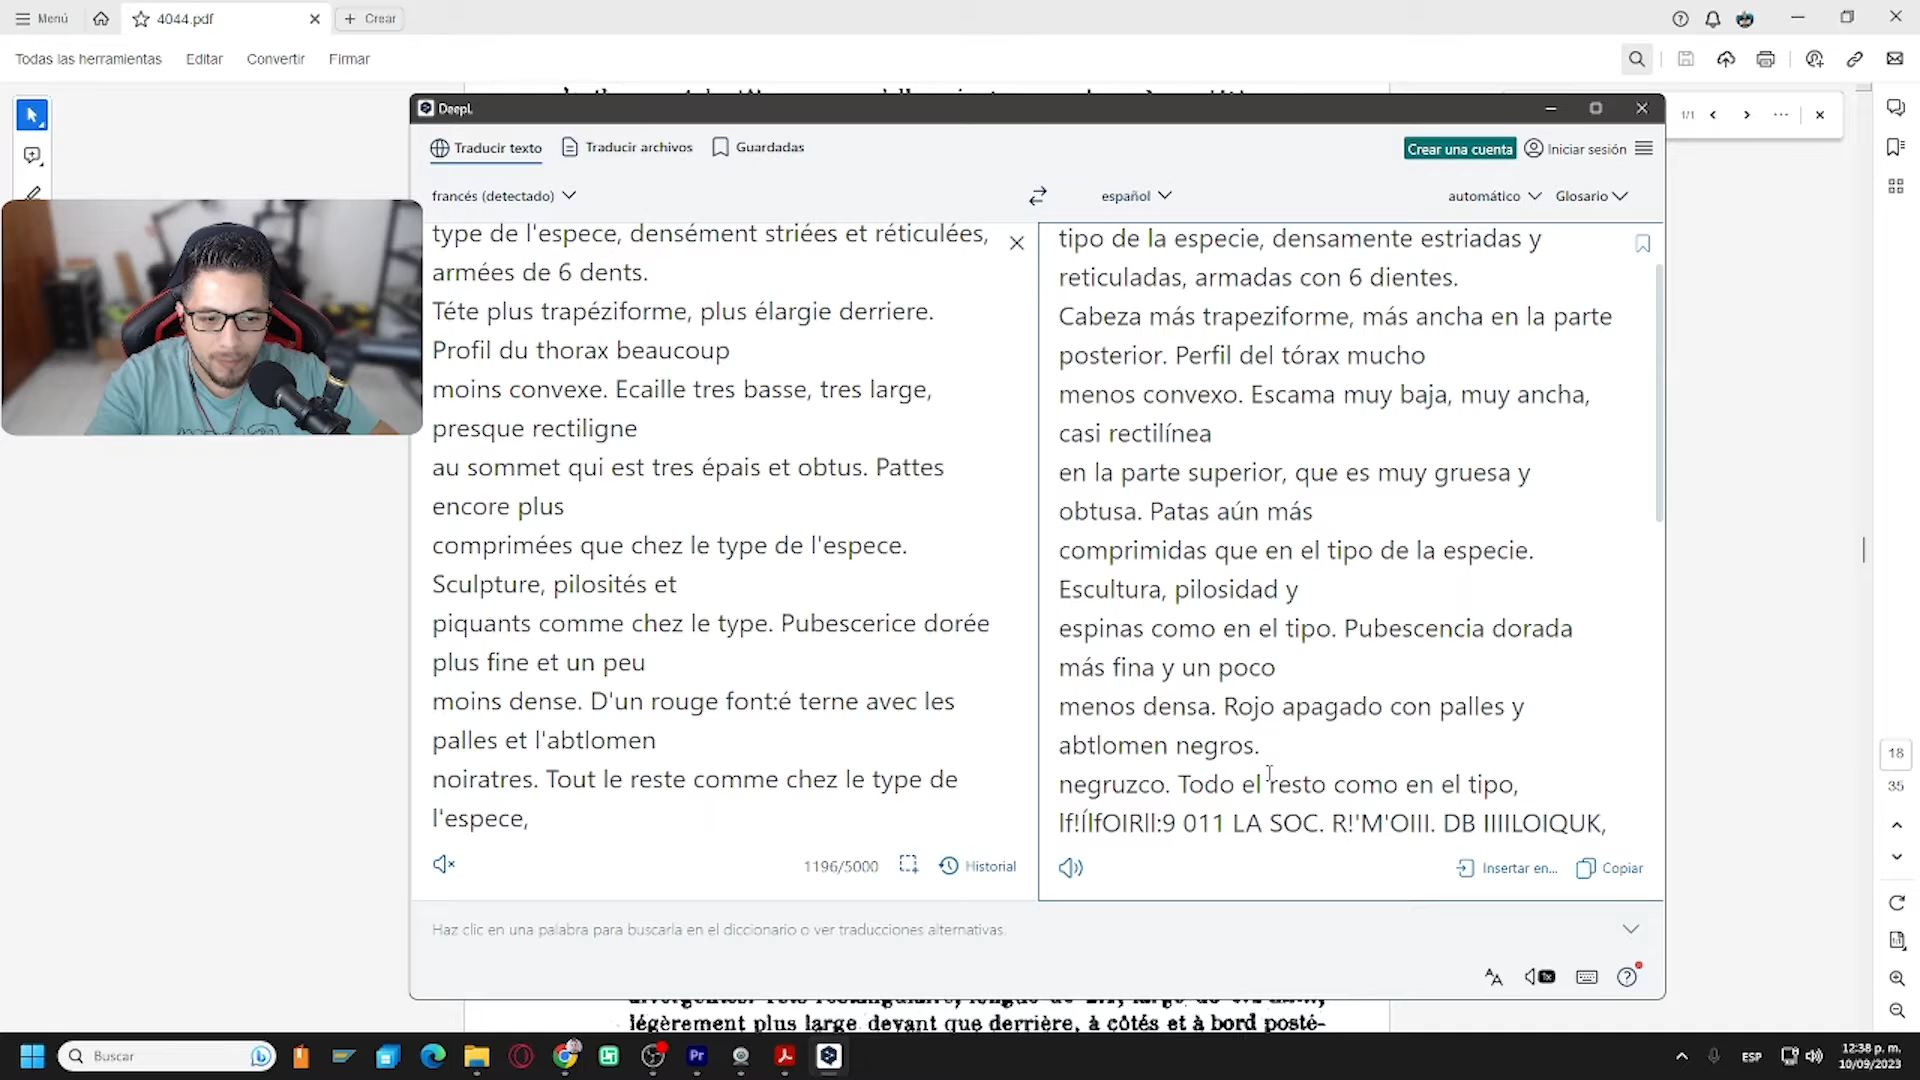 Menú
4044.pdf
Crear
Todas las herramientas
Editar
Convertir
Firmar
DeepL
1/1
Traducir texto
Traducir archivos
Guardadas
Crear una cuenta
Iniciar sesión
francés (detectado)
español
automático
Glosario
type de l'espece, densément striées et réticulées,
armées de 6 dents.
Téte plus trapéziforme, plus élargie derriere.
Profil du thorax beaucoup
moins convexe. Ecaille tres basse, tres large,
presque rectiligne
au sommet qui est tres épais et obtus. Pattes
encore plus
comprimées que chez le type de l'espece.
Sculpture, pilosités et
piquants comme chez le type. Pubescerice dorée
plus fine et un peu
moins dense. D'un rouge font:é terne avec les
palles et l'abtlomen
noiratres. Tout le reste comme chez le type de
l'espece,
tipo de la especie, densamente estriadas y
reticuladas, armadas con 6 dientes.
Cabeza más trapeziforme, más ancha en la parte
posterior. Perfil del tórax mucho
menos convexo. Escama muy baja, muy ancha,
casi rectilínea
en la parte superior, que es muy gruesa y
obtusa. Patas aún más
comprimidas que en el tipo de la especie.
Escultura, pilosidad y
espinas como en el tipo. Pubescencia dorada
más fina y un poco
menos densa. Rojo apagado con palles y
abtlomen negros.
negruzco. Todo el resto como en el tipo,
lf!ÍlfOIRll:9 011 LA SOC. R!'M'OIII. DB IIIILOIQUK,
1196/5000
Historial
Insertar en...
Copiar
Haz clic en una palabra para buscarla en el diccionario o ver traducciones alternativas.
légèrement plus large devant que derrière, à côtés et à bord posté-
18
35
Buscar
ESP
12:38 p. m.
10/09/2023